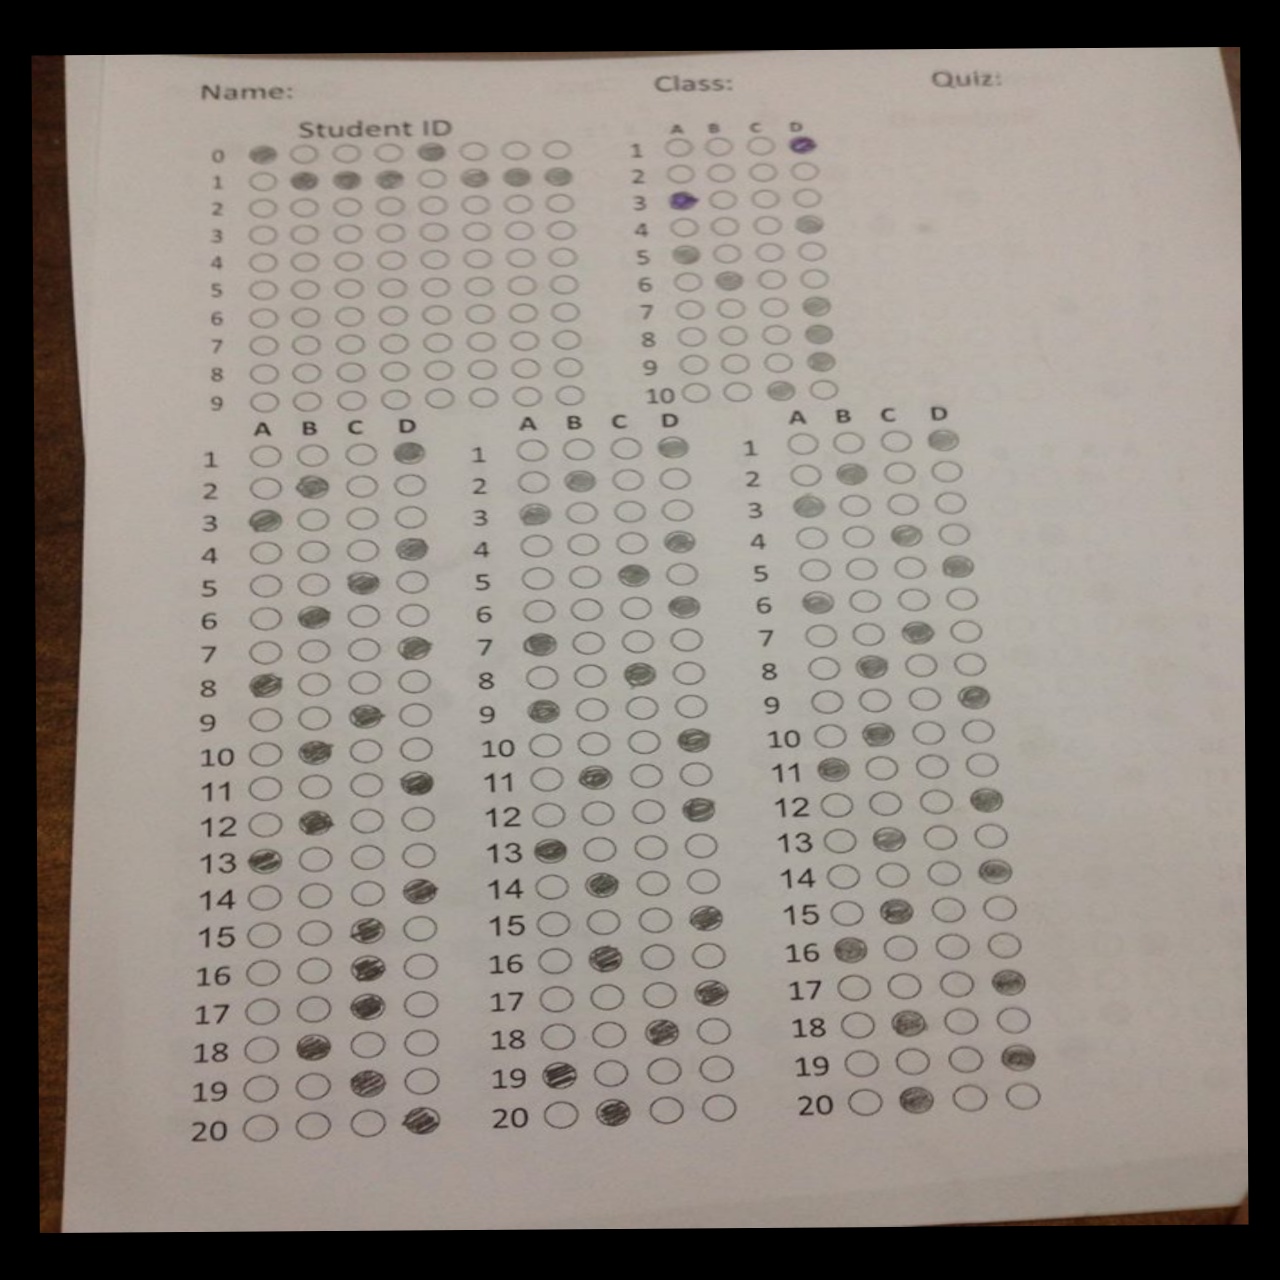 Name: Class: Quiz:
Student ID
A B C D
0 1
1 2
2 3
3 4
4 5
5 6
6 7
7 8
8 9
9 10
A B C D A B C D A B C D
1 1 1
2 2 2
3 3 3
4 4 4
5 5 5
6 6 6
7 7 7
8 8 8
9 9 9
10 10 10
11 11 11
12 12 12
13 13 13
14 14 14
15 15 15
16 16 16
17 17 17
18 18 18
19 19 19
20 20 20